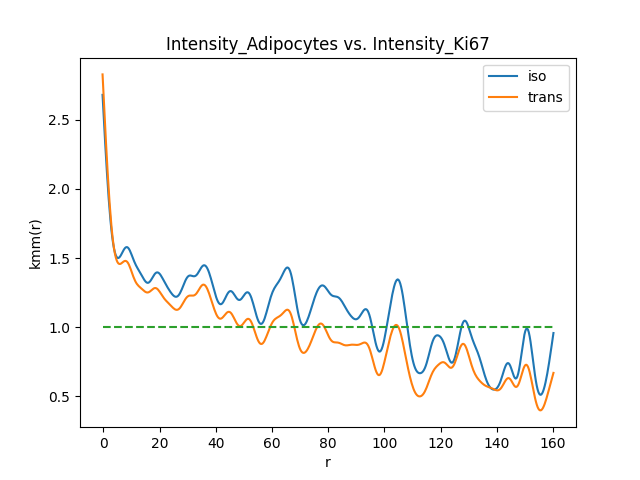 Intensity_Adipocytes vs. Intensity_Ki67
iso
trans
kmm(r)
2.5
2.0
1.5
1.0
0.5
0 20 40 60 80 100 120 140 160
r